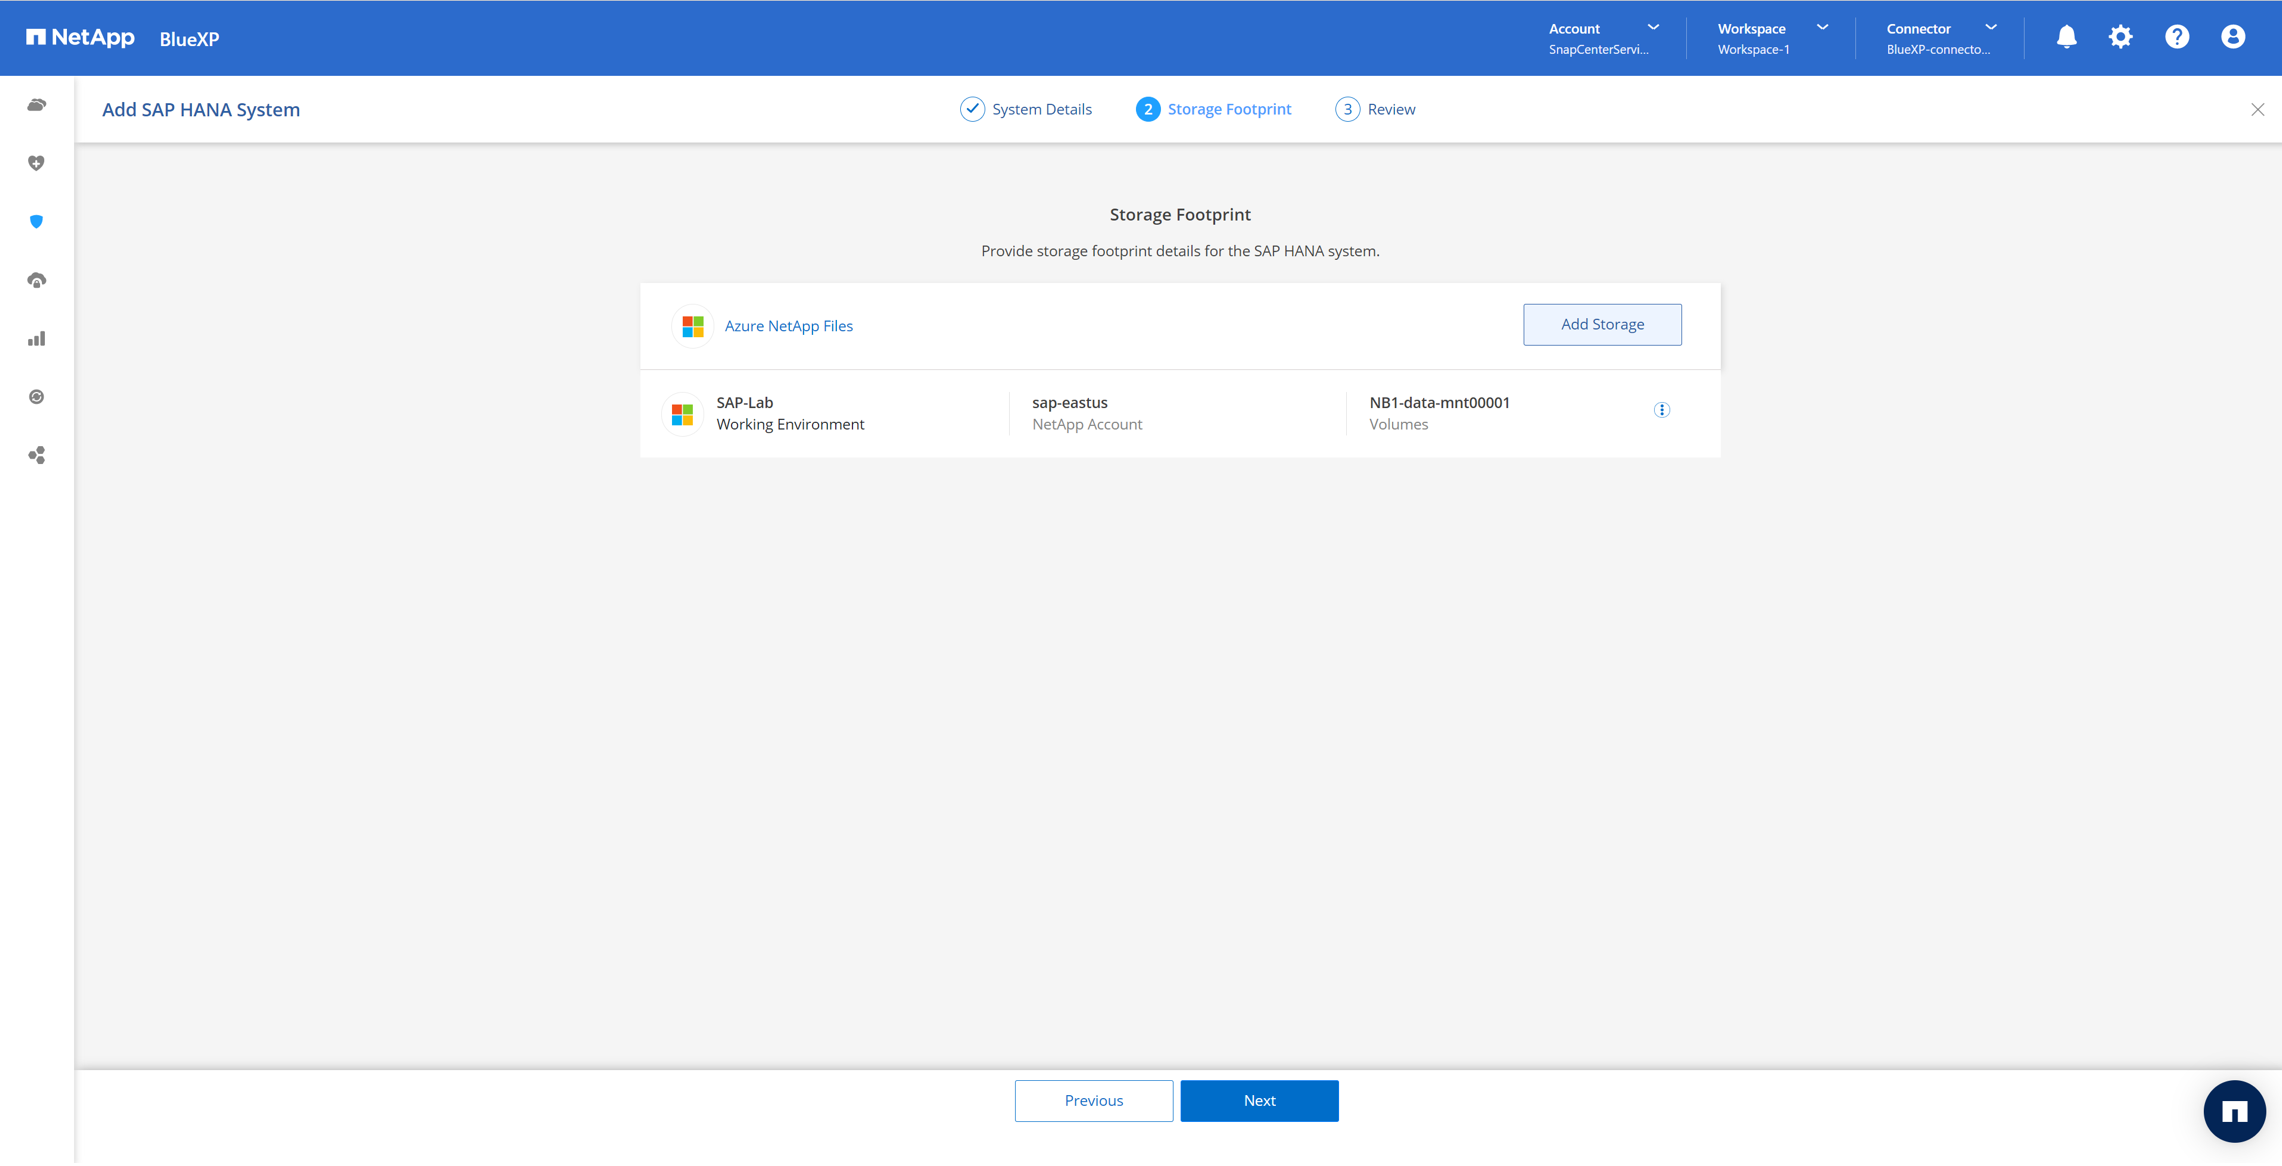 NetApp BlueXP
Account
SnapCenterServi...
Workspace
Workspace-1
Connector
BlueXP-connecto...
Add SAP HANA System
System Details
2 Storage Footprint
3 Review
Storage Footprint
Provide storage footprint details for the SAP HANA system.
Azure NetApp Files
Add Storage
SAP-Lab
Working Environment
sap-eastus
NetApp Account
NB1-data-mnt00001
Volumes
Previous
Next